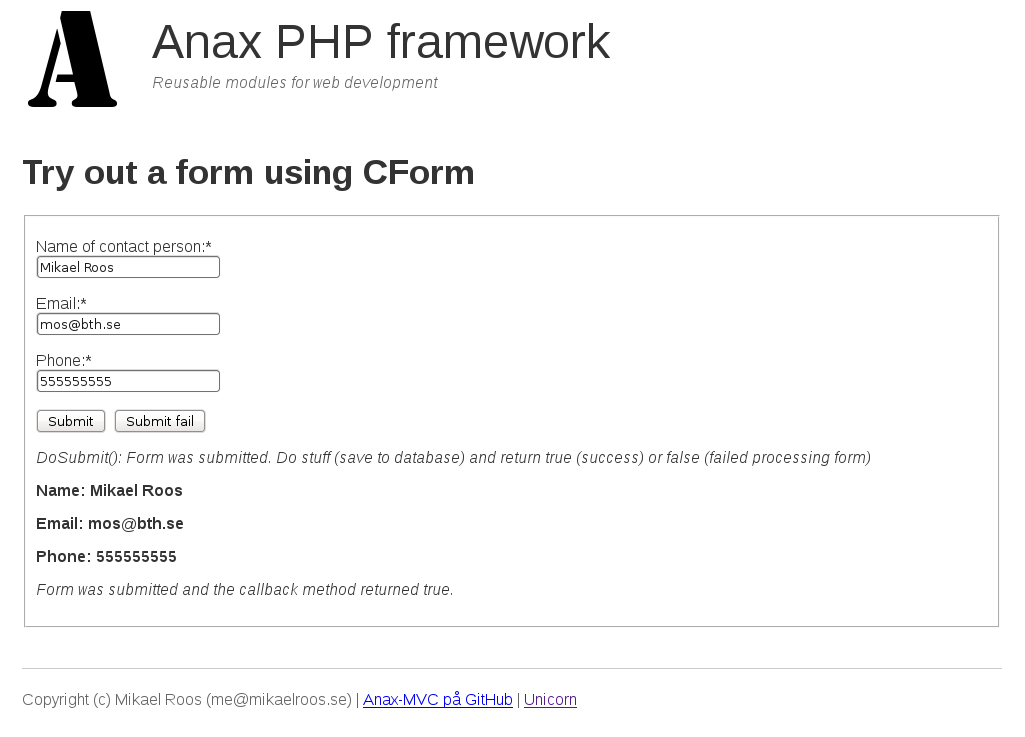 A
Anax PHP framework
Reusable modules for web development
Try out a form using CForm
Name of contact person:*
Mikael Roos
Email:*
mos@bth.se
Phone:*
555555555
Submit Submit fail
DoSubmit(): Form was submitted. Do stuff (save to database) and return true (success) or false (failed processing form)
Name: Mikael Roos
Email: mos@bth.se
Phone: 555555555
Form was submitted and the callback method returned true.
Copyright (c) Mikael Roos (me@mikaelroos.se) | Anax-MVC på GitHub | Unicorn